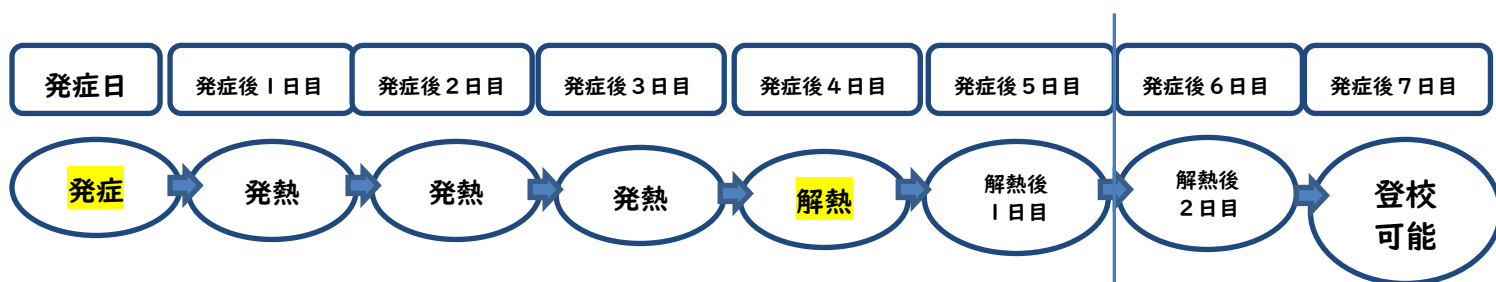 発症日
発症後１日目
発症後２日目
発症後３日目
発症後４日目
発症後５日目
発症後６日目
発症後７日目
発症
発熱
発熱
発熱
解熱
解熱後
１日目
解熱後
２日目
登校
可能